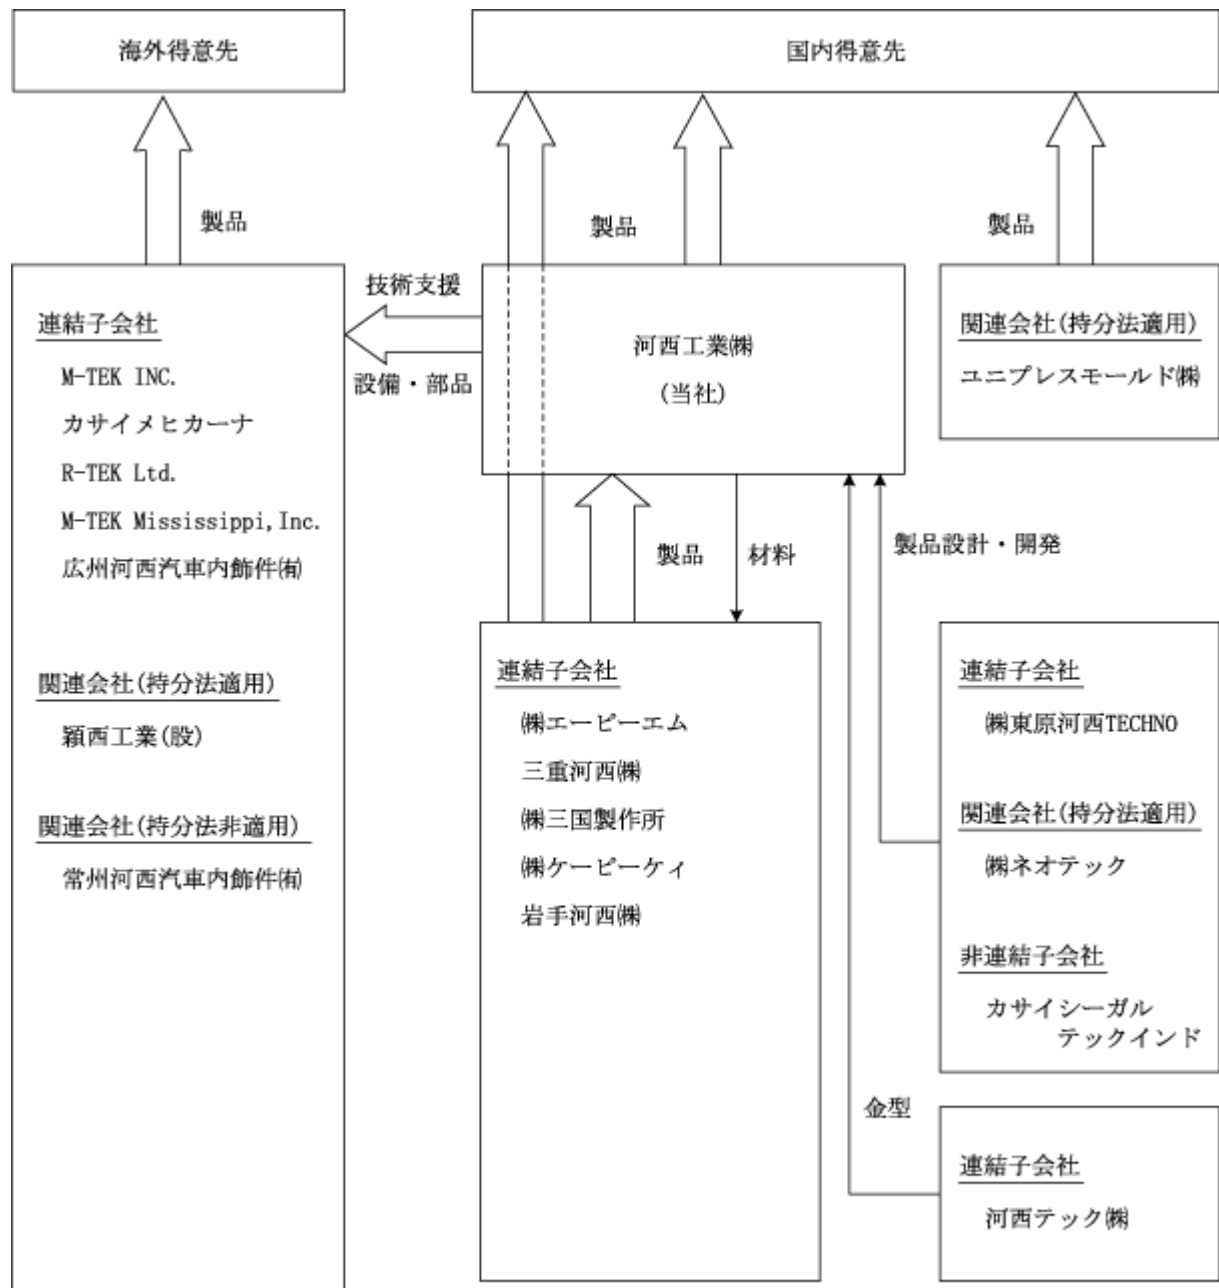 海外得意先
国内得意先
製品
製品
製品
連結子会社
M-TEK INC.
カサイメヒカーナ
R-TEK Ltd.
M-TEK Mississippi,Inc.
広州河西汽車内飾件㈲
関連会社(持分法適用)
穎西工業(股)
関連会社(持分法非適用)
常州河西汽車内飾件㈲
技術支援
設備・部品
河西工業㈱
(当社)
関連会社(持分法適用)
ユニプレスモールド㈱
製品
材料
製品設計・開発
連結子会社
㈱エーピーエム
三重河西㈱
㈱三国製作所
㈱ケーピーケィ
岩手河西㈱
連結子会社
㈱東原河西TECHNO
関連会社(持分法適用)
㈱ネオテック
非連結子会社
カサイシーガル
テックインド
金型
連結子会社
河西テック㈱